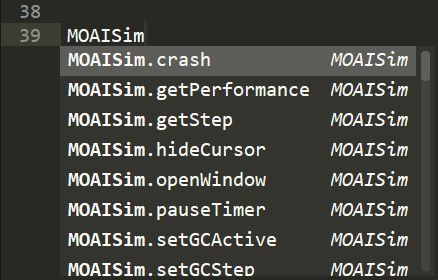 38
39 MOAISim
MOAISim.crash MOAISim
MOAISim.getPerformance MOAISim
MOAISim.getStep MOAISim
MOAISim.hideCursor MOAISim
MOAISim.openWindow MOAISim
MOAISim.pauseTimer MOAISim
MOAISim.setGCActive MOAISim
MOAISim.setGCStep MOAISim